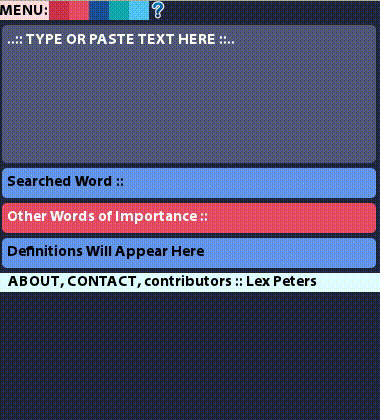 MENU: ?
..:: TYPE OR PASTE TEXT HERE ::..
Searched Word ::
Other Words of Importance ::
Definitions Will Appear Here
ABOUT, CONTACT, contributors :: Lex Peters